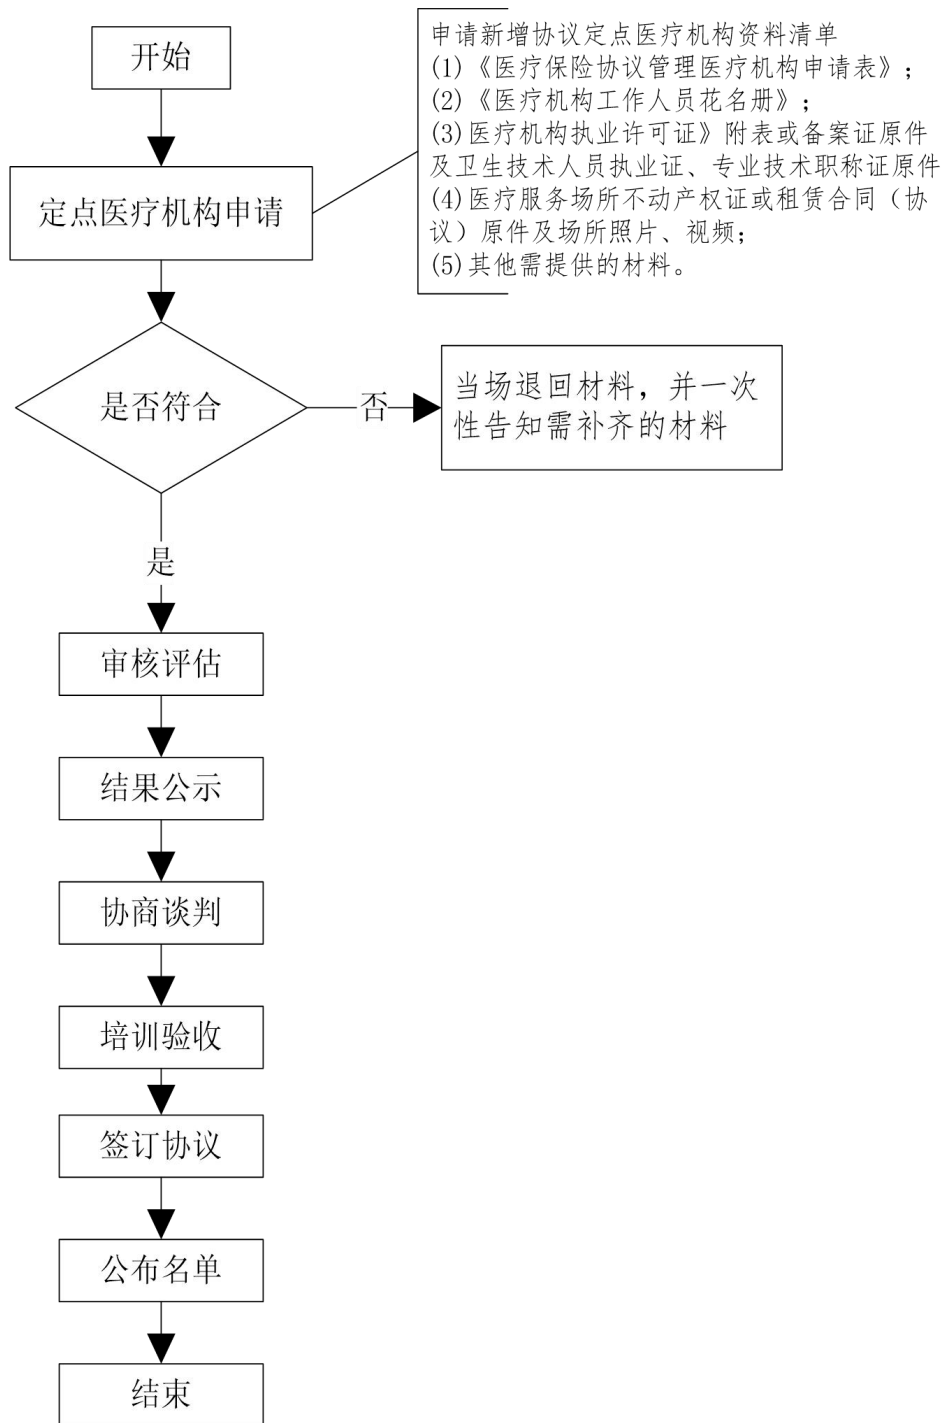 开始
申请新增协议定点医疗机构资料清单
(1)《医疗保险协议管理医疗机构申请表》;
(2)《医疗机构工作人员花名册》;
(3)医疗机构执业许可证》附表或备案证原件
及卫生技术人员执业证、专业技术职称证原件
(4)医疗服务场所不动产权证或租赁合同（协
议）原件及场所照片、视频;
(5)其他需提供的材料。
定点医疗机构申请
是否符合
否
当场退回材料，并一次
性告知需补齐的材料
是
审核评估
结果公示
协商谈判
培训验收
签订协议
公布名单
结束